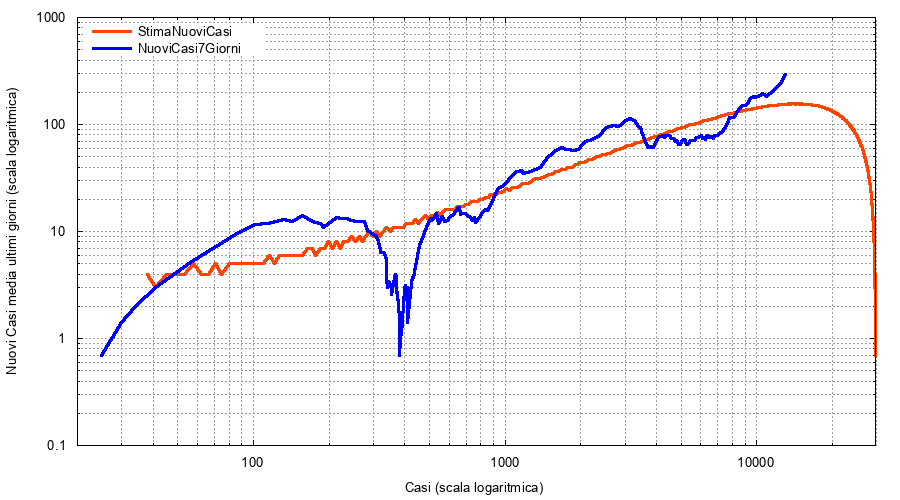 1000
100
10
1
0.1
StimaNuoviCasi
NuoviCasi7Giorni
Nuovi Casi media ultimi giorni (scala logaritmica)
100 1000 10000
Casi (scala logaritmica)